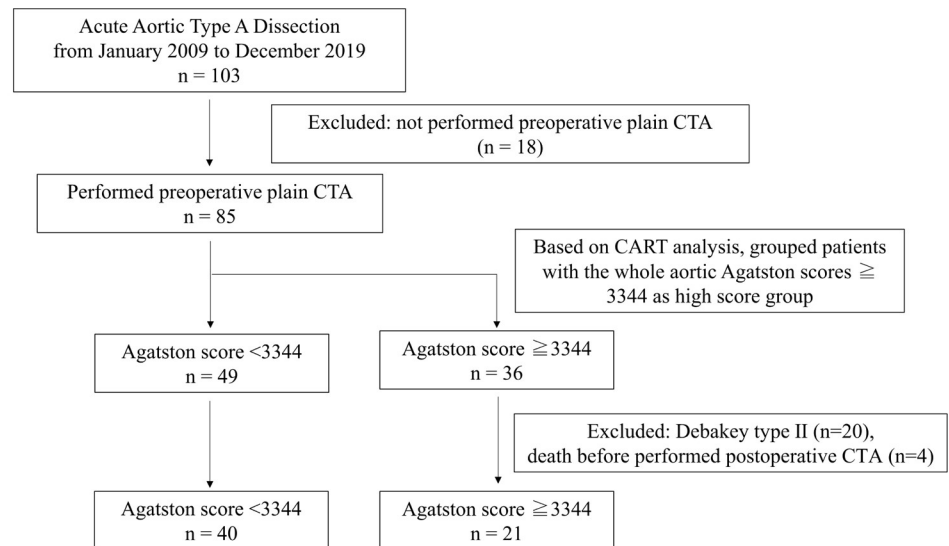 Acute Aortic Type A Dissection
from January 2009 to December 2019
n = 103
Excluded: not performed preoperative plain CTA
(n = 18)
Performed preoperative plain CTA
n = 85
Based on CART analysis, grouped patients
with the whole aortic Agatston scores ≧
3344 as high score group
Agatston score <3344
n = 49
Agatston score ≧3344
n = 36
Excluded: Debakey type II (n=20),
death before performed postoperative CTA (n=4)
Agatston score <3344
n = 40
Agatston score ≧3344
n = 21